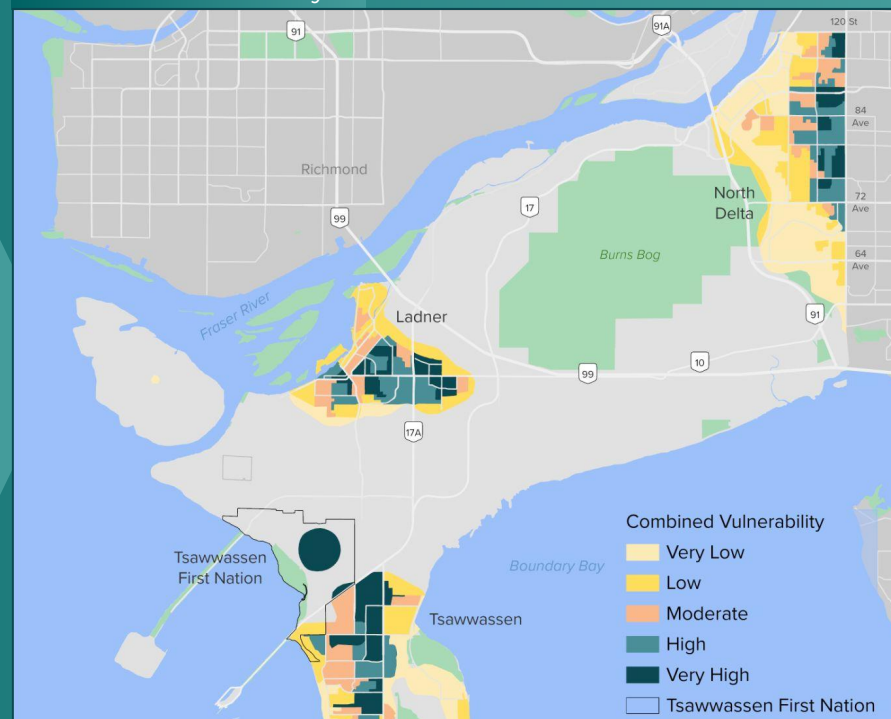 120 St
91
91A
84
Ave
Richmond
North
Delta
72
Ave
17
99
Burns Bog
64
Ave
Fraser River
Ladner
91
10
99
17A
Combined Vulnerability
Very Low
Low
Moderate
High
Very High
Tsawwassen First Nation
Boundary Bay
Tsawwassen
First Nation
Tsawwassen